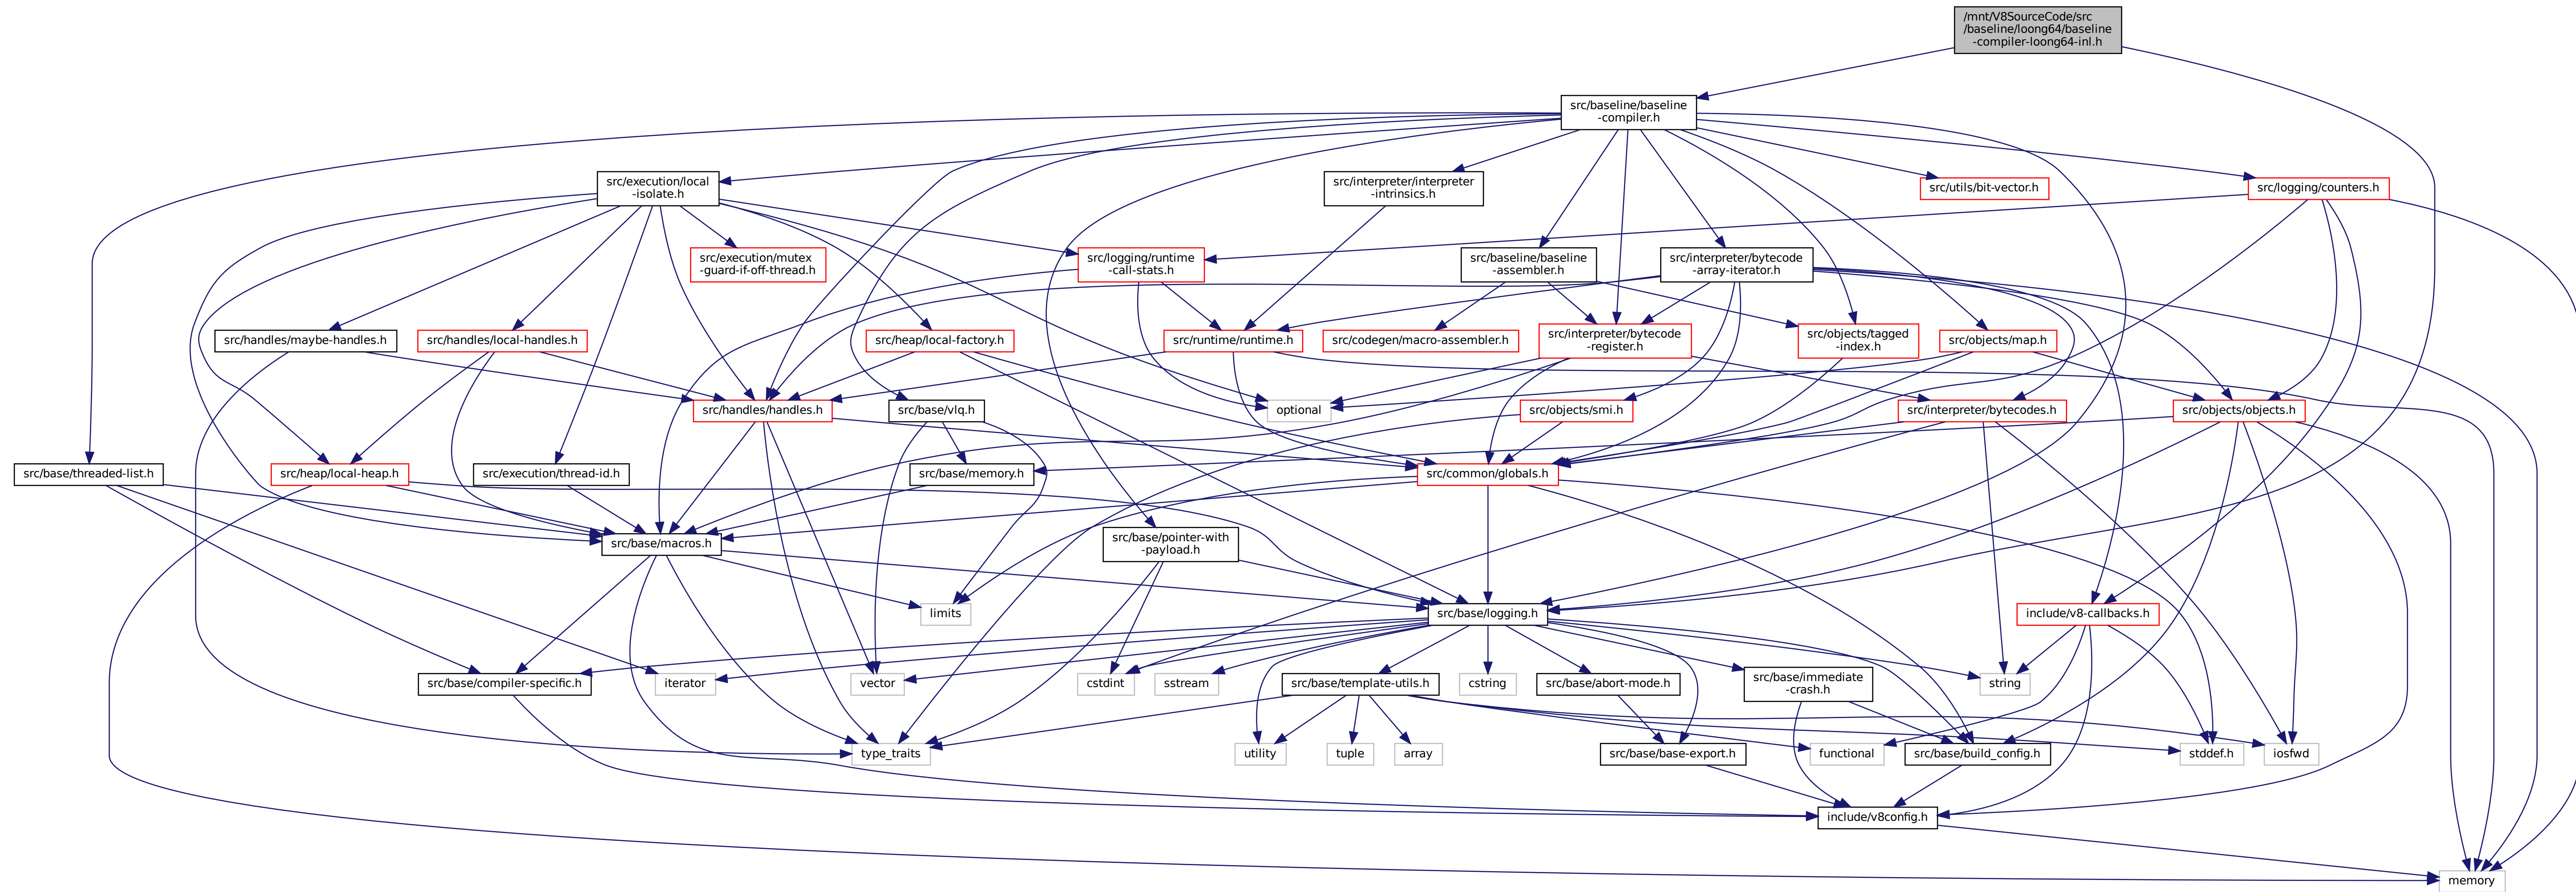 /mnt/V8SourceCode/src
/baseline/loong64/baseline
-compiler-loong64-inl.h
src/baseline/baseline
-compiler.h
src/execution/local
-isolate.h
src/interpreter/interpreter
-intrinsics.h
src/utils/bit-vector.h
src/logging/counters.h
src/execution/mutex
-guard-if-off-thread.h
src/logging/runtime
-call-stats.h
src/baseline/baseline
-assembler.h
src/interpreter/bytecode
-array-iterator.h
src/handles/maybe-handles.h
src/handles/local-handles.h
src/heap/local-factory.h
src/runtime/runtime.h
src/codegen/macro-assembler.h
src/interpreter/bytecode
-register.h
src/objects/tagged
-index.h
src/objects/map.h
src/handles/handles.h
src/base/vlq.h
optional
src/objects/smi.h
src/interpreter/bytecodes.h
src/objects/objects.h
src/base/threaded-list.h
src/heap/local-heap.h
src/execution/thread-id.h
src/base/memory.h
src/common/globals.h
src/base/macros.h
src/base/pointer-with
-payload.h
limits
src/base/logging.h
include/v8-callbacks.h
src/base/compiler-specific.h
iterator
vector
cstdint
sstream
src/base/template-utils.h
cstring
src/base/abort-mode.h
src/base/immediate
-crash.h
string
type_traits
utility
tuple
array
src/base/base-export.h
functional
src/base/build_config.h
stddef.h
iosfwd
include/v8config.h
memory